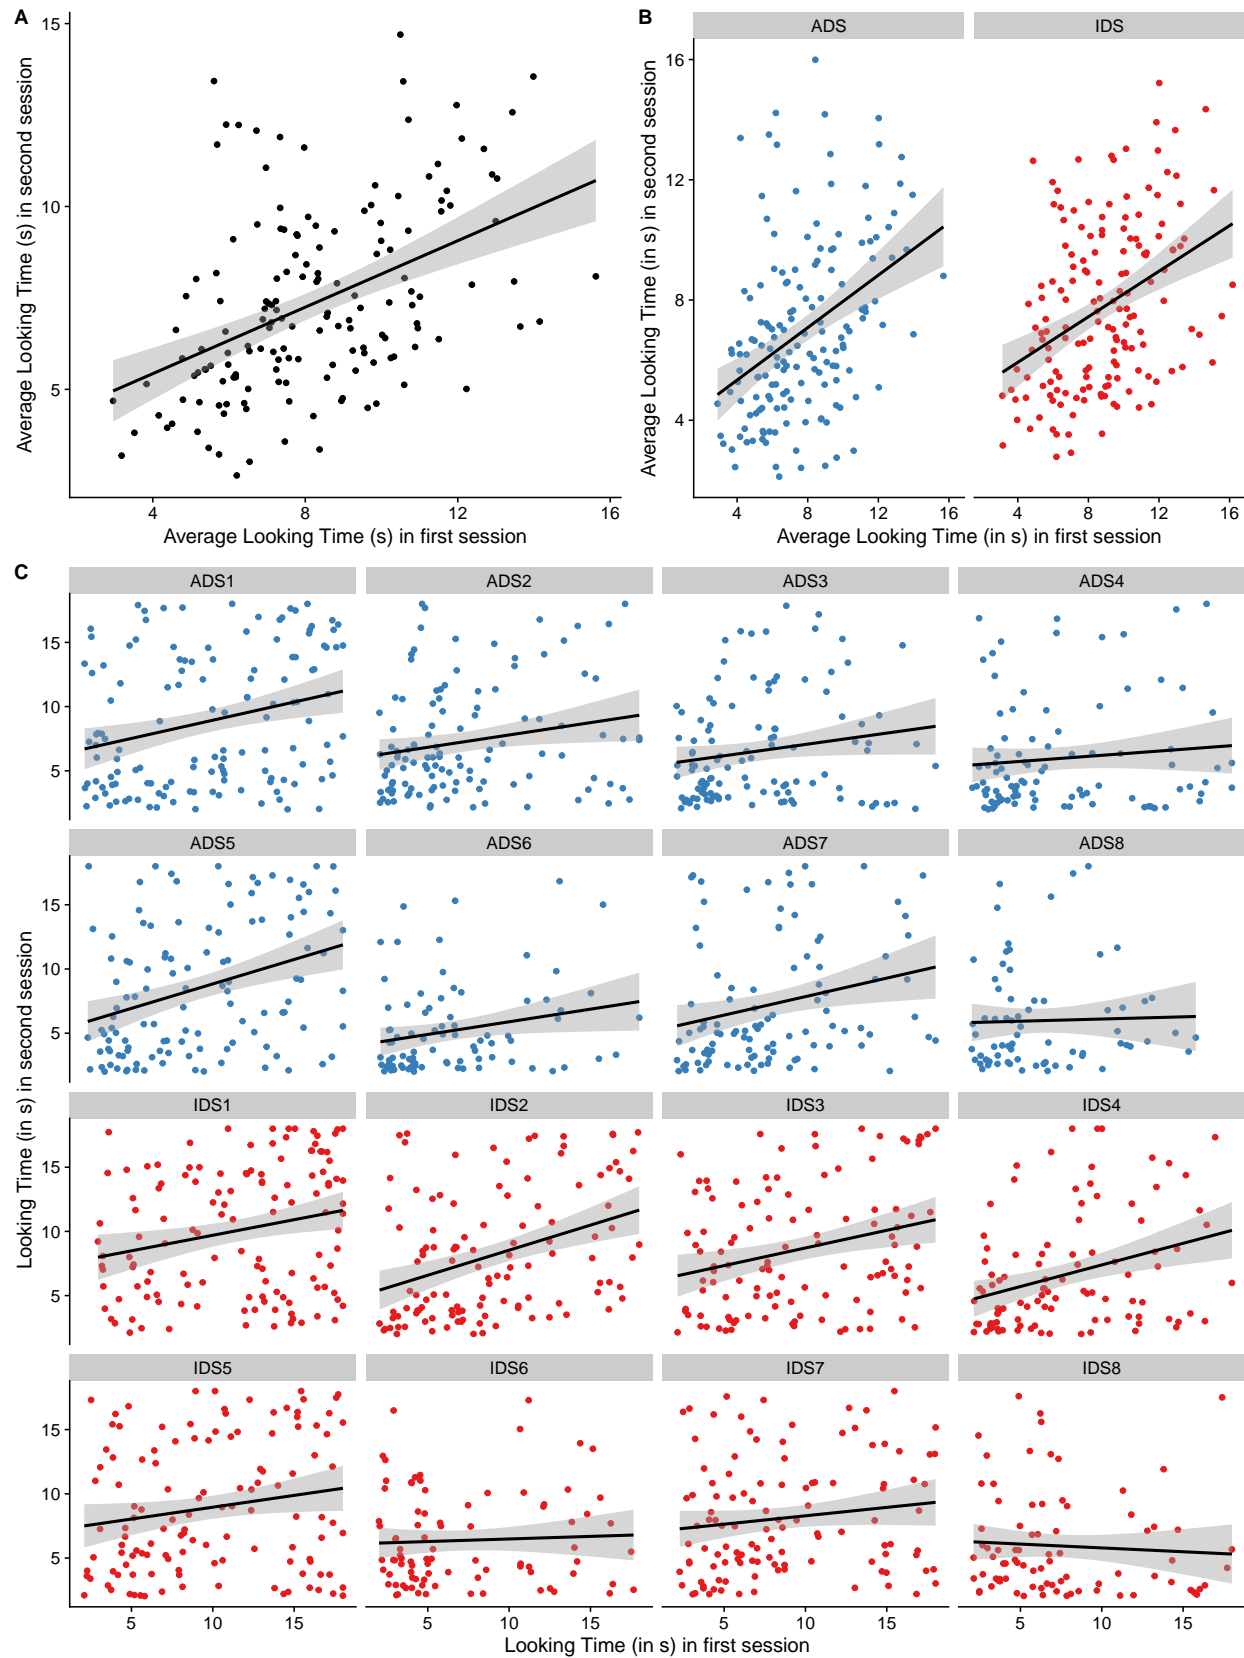 A
15
10
5
4
8
12
16
Average Looking Time (s) in second session
Average Looking Time (s) in first session
B
ADS
IDS
16
12
8
4
4
8
12
16
4
8
12
16
Average Looking Time (in s) in second session
Average Looking Time (in s) in first session
C
ADS1
ADS2
ADS3
ADS4
15
10
5
ADS5
ADS6
ADS7
ADS8
15
10
5
IDS1
IDS2
IDS3
IDS4
15
10
5
IDS5
IDS6
IDS7
IDS8
15
10
5
5
10
15
5
10
15
5
10
15
5
10
15
Looking Time (in s) in second session
Looking Time (in s) in first session